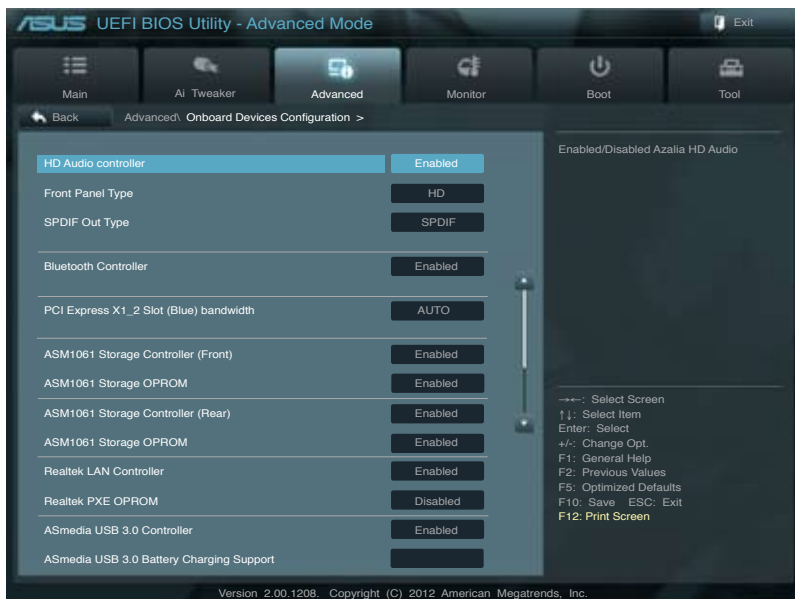 ASUS UEFI BIOS Utility - Advanced Mode
Exit
Main Ai Tweaker Advanced Monitor Boot Tool
Back Advanced\ Onboard Devices Configuration >
HD Audio controller Enabled
Front Panel Type HD
SPDIF Out Type SPDIF
Bluetooth Controller Enabled
PCI Express X1_2 Slot (Blue) bandwidth AUTO
ASM1061 Storage Controller (Front) Enabled
ASM1061 Storage OPROM Enabled
ASM1061 Storage Controller (Rear) Enabled
ASM1061 Storage OPROM Enabled
Realtek LAN Controller Enabled
Realtek PXE OPROM Disabled
ASmedia USB 3.0 Controller Enabled
ASmedia USB 3.0 Battery Charging Support
Enabled/Disabled Azalia HD Audio
→←: Select Screen
↑↓: Select Item
Enter: Select
+/-: Change Opt.
F1: General Help
F2: Previous Values
F5: Optimized Defaults
F10: Save ESC: Exit
F12: Print Screen
Version 2.00.1208. Copyright (C) 2012 American Megatrends, Inc.